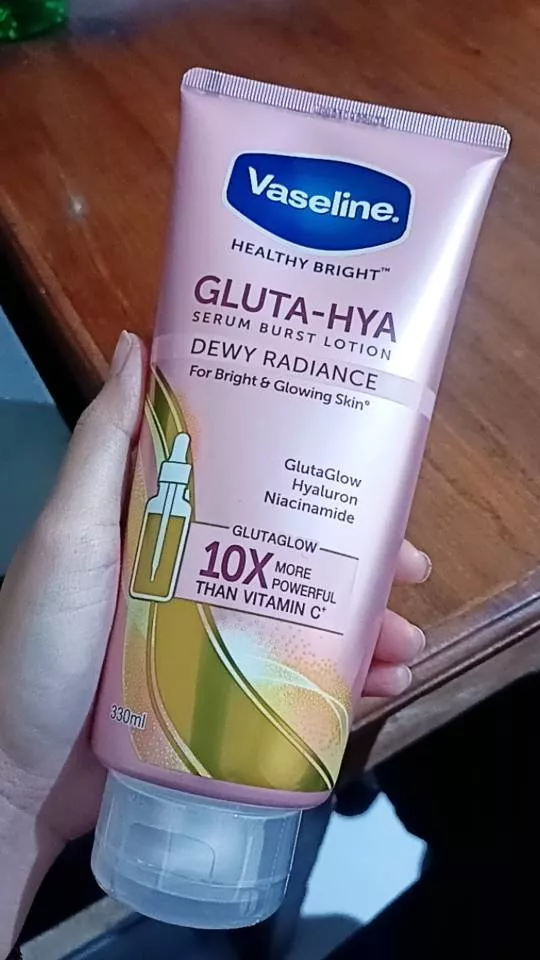 Vaseline.
HEALTHY BRIGHT™
GLUTA-HYA
SERUM BURST LOTION
DEWY RADIANCE
For Bright & Glowing Skin°
GlutaGlow
Hyaluron
Niacinamide
GLUTAGLOW
10X MORE POWERFUL
THAN VITAMIN C⁺
330ml